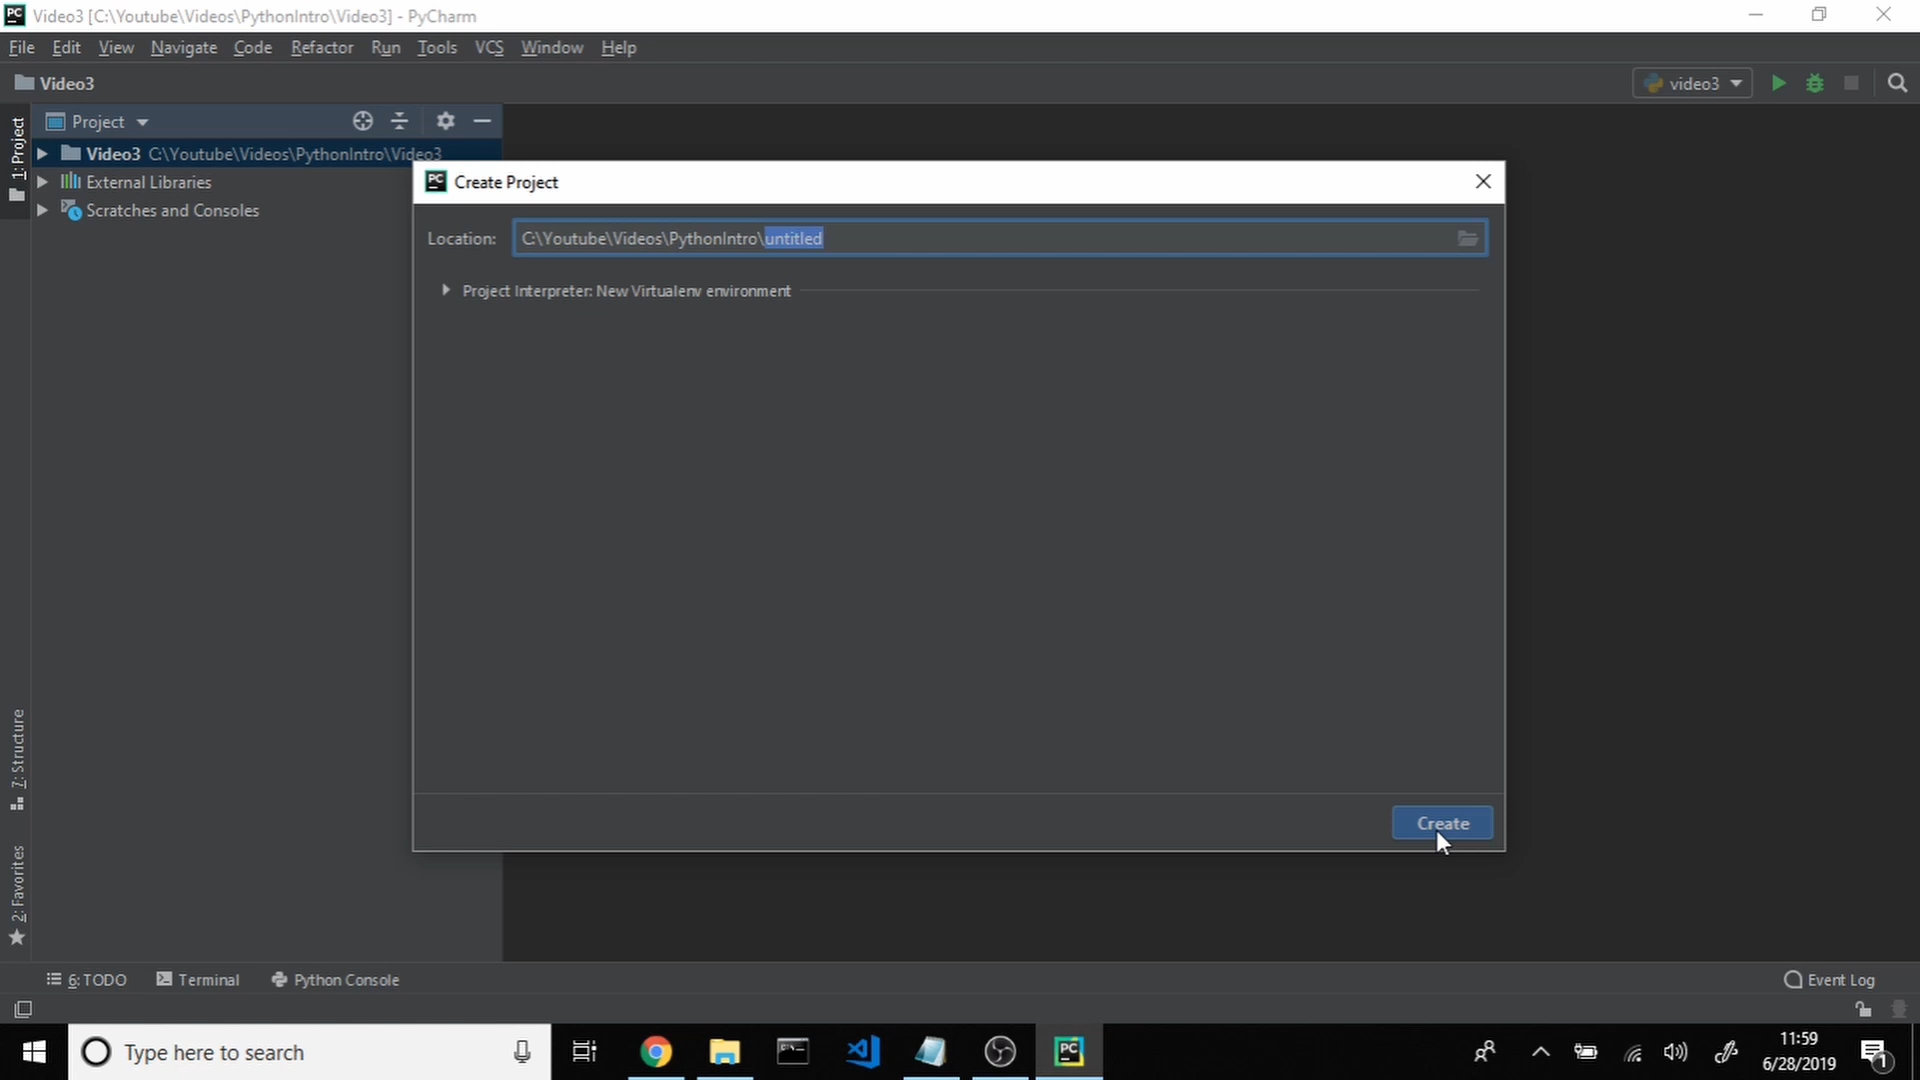 Video3 [C:\Youtube\Videos\PythonIntro\Video3] - PyCharm
File Edit View Navigate Code Refactor Run Tools VCS Window Help
Video3
video3
1: Project
Project
Video3 C:\Youtube\Videos\PythonIntro\Video3
External Libraries
Scratches and Consoles
PC Create Project
Location: C:\Youtube\Videos\PythonIntro\untitled
Project Interpreter: New Virtualenv environment
Create
7: Structure
2: Favorites
6: TODO Terminal Python Console
Event Log
Type here to search
PC
11:59
6/28/2019
1